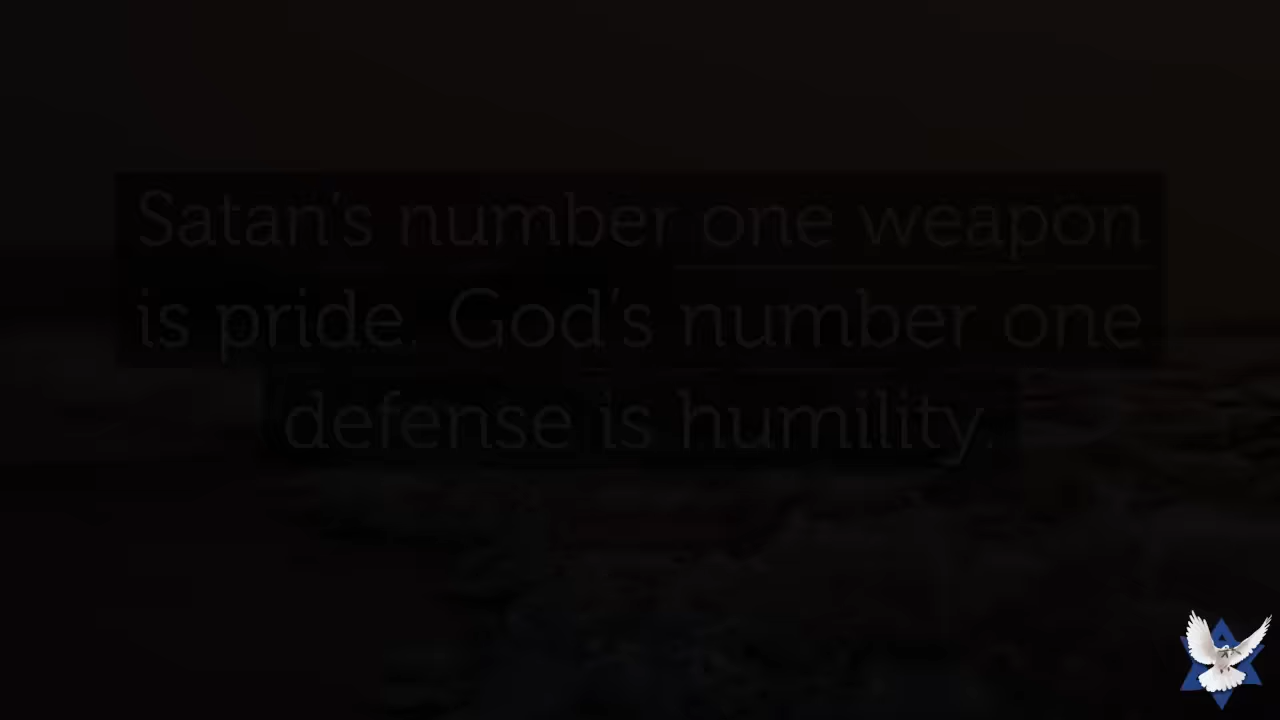 Satan's number one weapon
is pride. God's number one
defense is humility.